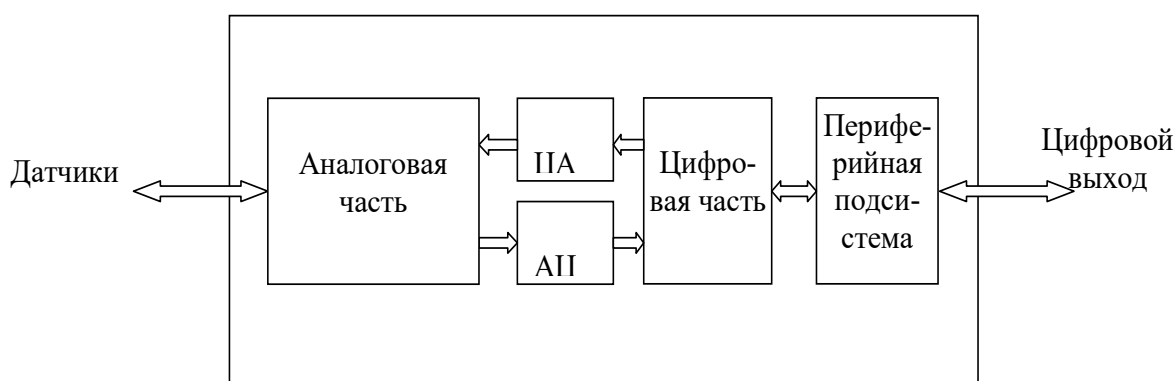 Датчики
Аналоговая
часть
ЦА
АЦ
Цифро-
вая часть
Перифе-
рийная
подси-
стема
Цифровой
выход